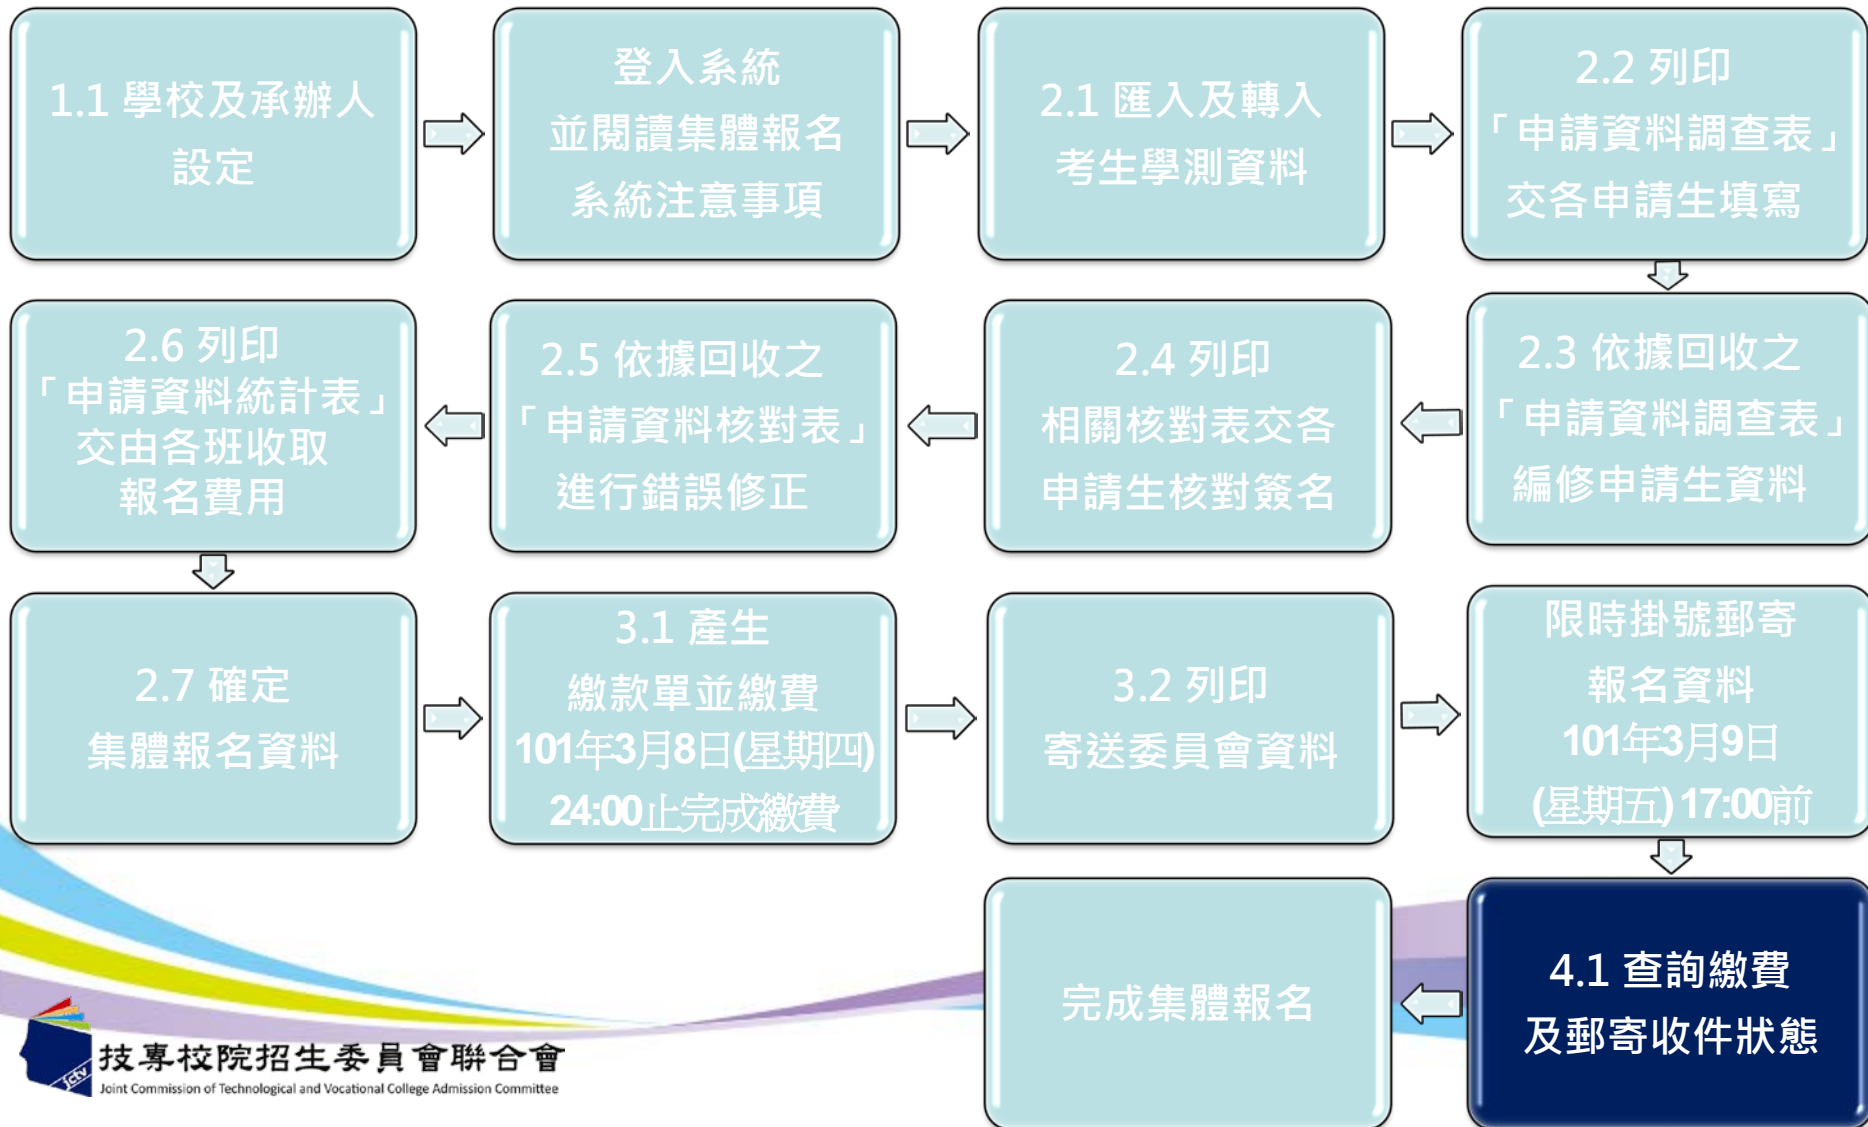 1.1 學校及承辦人
設定
登入系統
並閱讀集體報名
系統注意事項
2.1 匯入及轉入
考生學測資料
2.2 列印
「申請資料調查表」
交各申請生填寫
2.3 依據回收之
「申請資料調查表」
編修申請生資料
2.4 列印
相關核對表交各
申請生核對簽名
2.5 依據回收之
「申請資料核對表」
進行錯誤修正
2.6 列印
「申請資料統計表」
交由各班收取
報名費用
2.7 確定
集體報名資料
3.1 產生
繳款單並繳費
101年3月8日(星期四)
24:00止完成繳費
3.2 列印
寄送委員會資料
限時掛號郵寄
報名資料
101年3月9日
(星期五) 17:00前
4.1 查詢繳費
及郵寄收件狀態
完成集體報名
jctv
技專校院招生委員會聯合會
Joint Commission of Technological and Vocational College Admission Committee